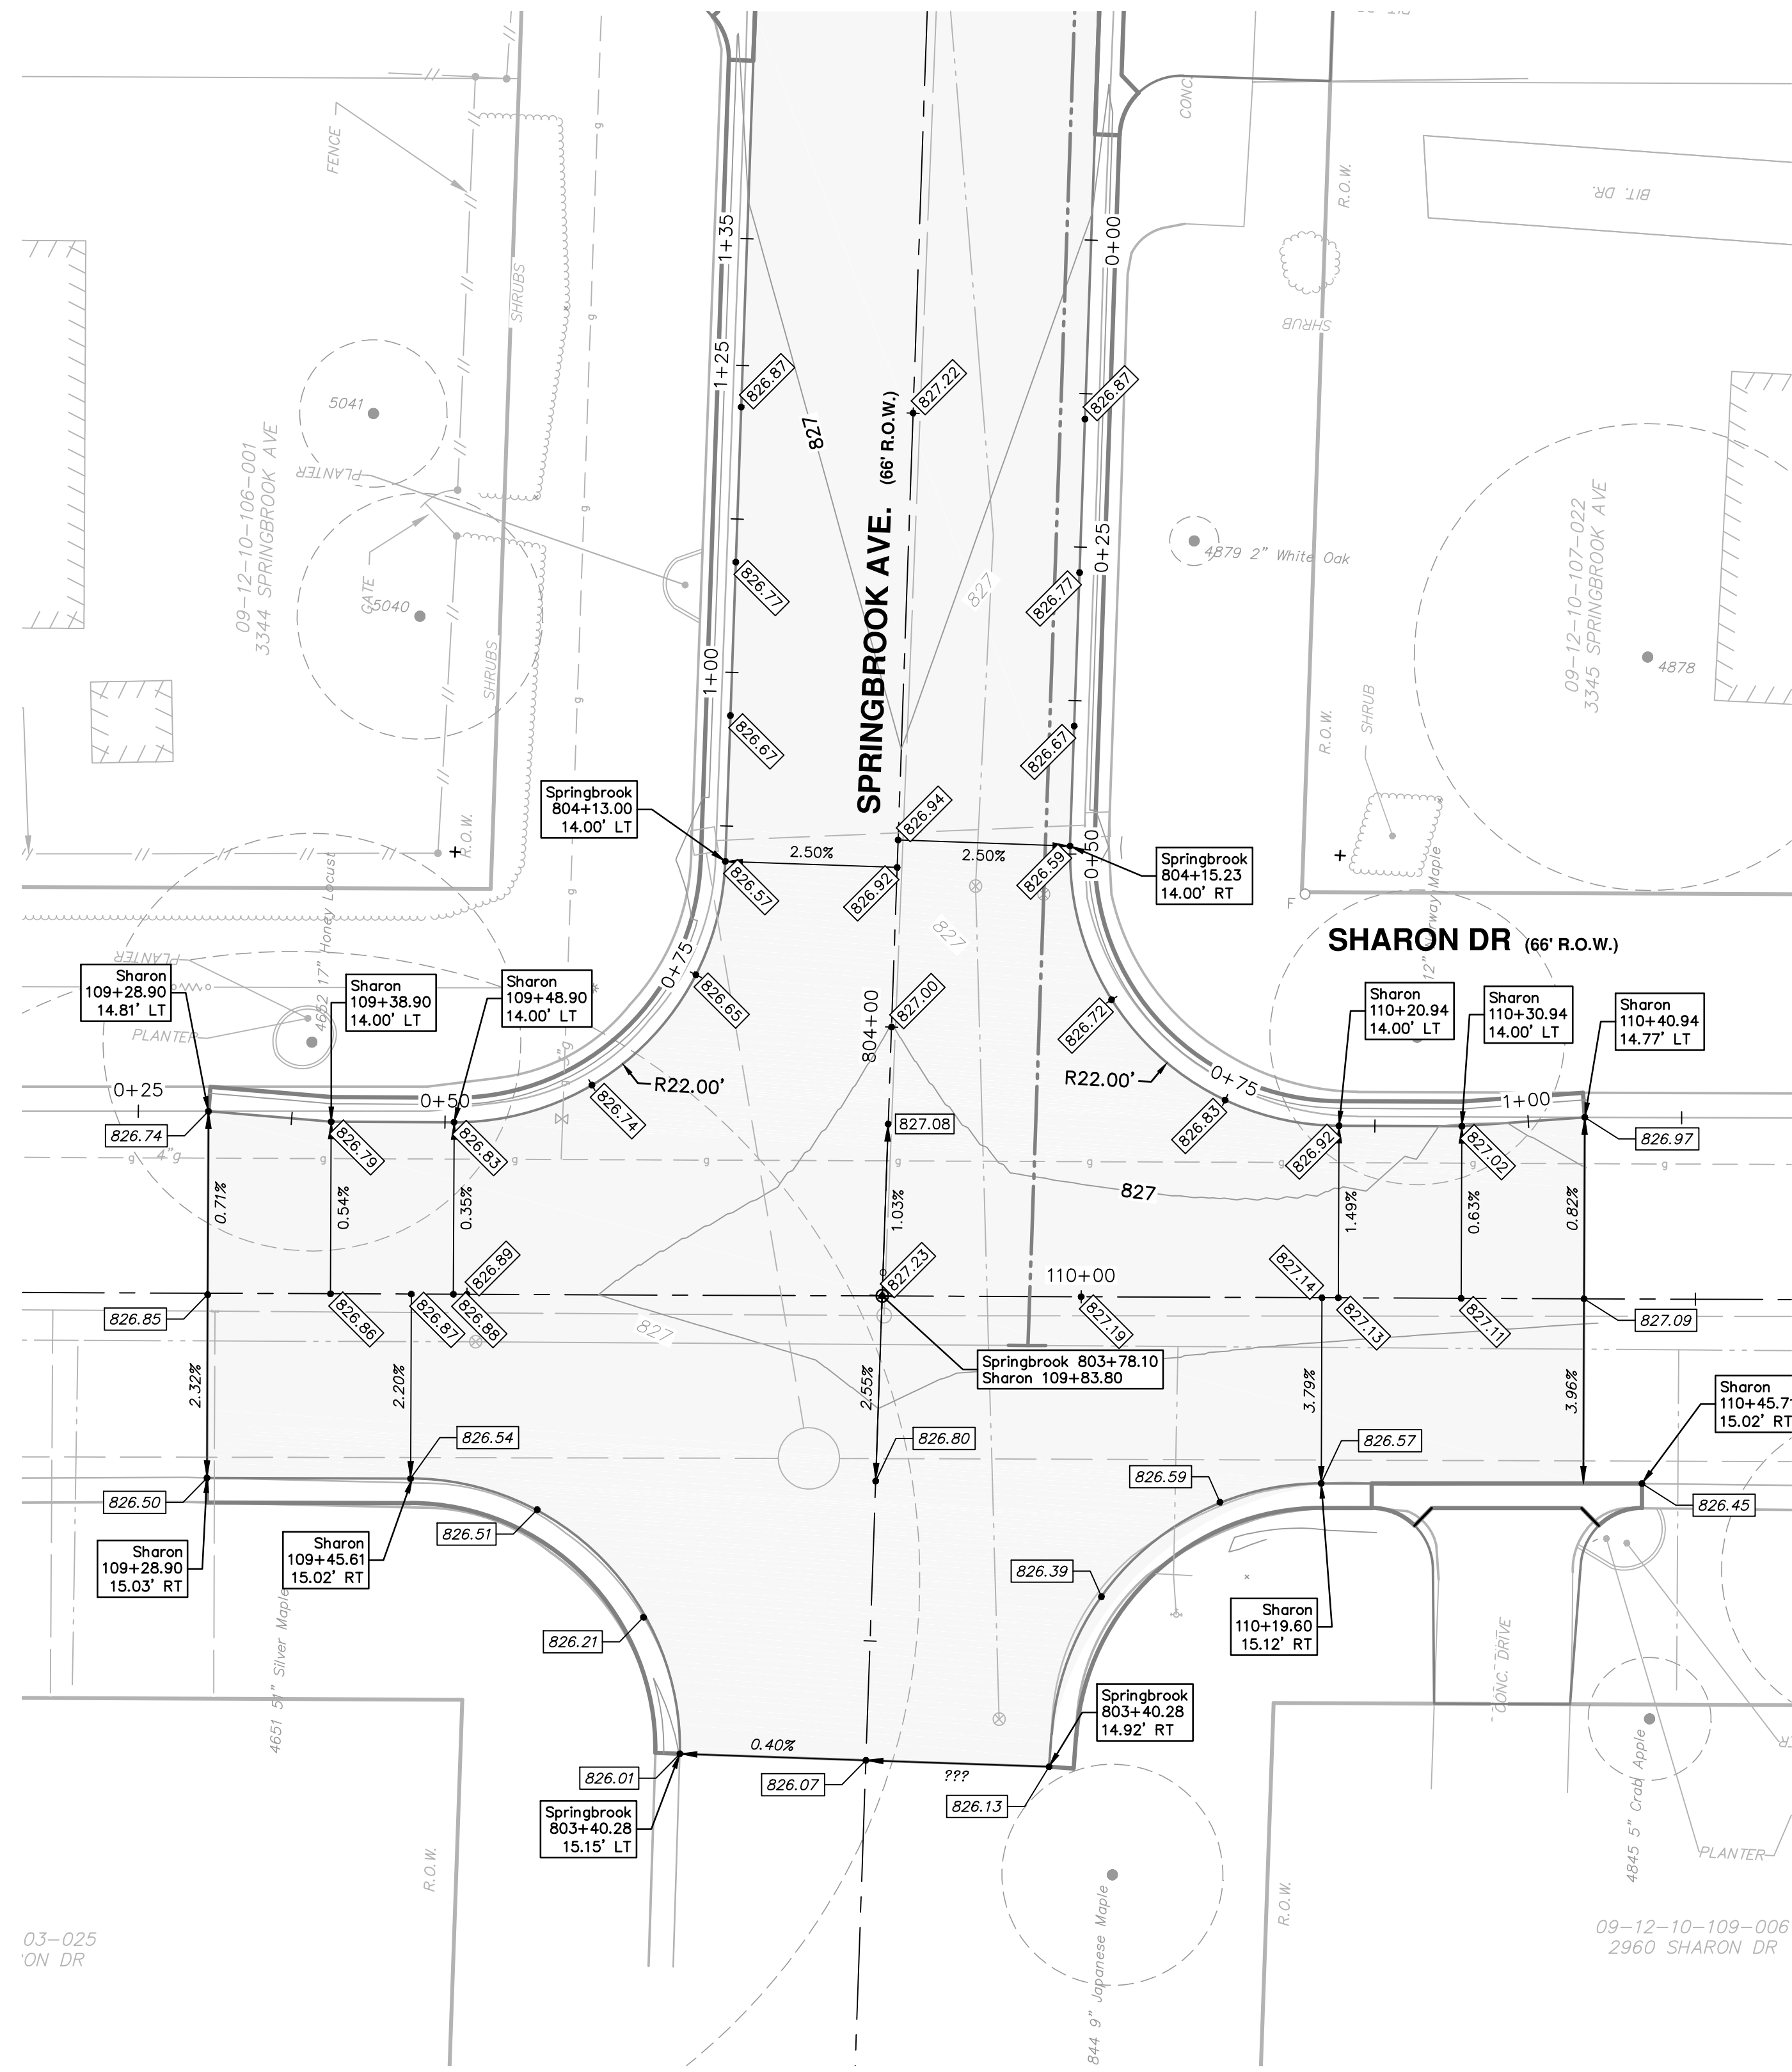 BIT. DR.
FENCE
CONC.
R.O.W.
BIT. DR.
g
1+35
0+00
SHRUBS
SHRUB
1+25
826.87
827.22
826.87
5041
827
(66' R.O.W.)
09-12-10-106-001
3344 SPRINGBROOK AVE
PLANTER
SPRINGBROOK AVE.
0+25
4879 2" White Oak
09-12-10-107-022
3345 SPRINGBROOK AVE
GATE
5040
826.77
827
826.77
4878
SHRUBS
1+00
SHRUB
R.O.W.
g
826.67
826.67
Springbrook
804+13.00
14.00' LT
826.94
2.50%
2.50%
0+50
R.O.W.
826.57
826.92
826.59
Springbrook
804+15.23
14.00' RT
F
827
SHARON DR (66' R.O.W.)
PLANTER
4652 17" Honey Locust
Sharon
109+28.90
14.81' LT
Sharon
109+38.90
14.00' LT
Sharon
109+48.90
14.00' LT
0+75
826.65
827.00
804+00
826.72
Sharon
110+20.94
14.00' LT
Sharon
110+30.94
14.00' LT
Sharon
110+40.94
14.77' LT
PLANTER
0+25
0+50
R22.00'
R22.00'
0+75
1+00
826.74
826.79
826.83
826.74
827.08
826.83
826.92
827.02
826.97
4"g
g
g
g
g
g
g
g
g
g
0.71%
0.54%
0.35%
1.03%
827
1.49%
0.63%
0.82%
826.89
827.23
110+00
827.14
826.85
826.86
826.87
826.88
827
827.19
827.13
827.11
827.09
Springbrook 803+78.10
Sharon 109+83.80
2.32%
2.20%
2.55%
3.79%
3.96%
Sharon
110+45.7
15.02' RT
826.54
826.80
826.57
826.50
826.51
826.59
826.45
Sharon
109+28.90
15.03' RT
Sharon
109+45.61
15.02' RT
826.39
Sharon
110+19.60
15.12' RT
826.21
4651 51" Silver Maple
CONC. DRIVE
Springbrook
803+40.28
14.92' RT
0.40%
???
826.01
826.07
826.13
Springbrook
803+40.28
15.15' LT
4845 5" Crab Apple
PLANTER
R.O.W.
844 9" Japanese Maple
R.O.W.
03-025
ON DR
09-12-10-109-006
2960 SHARON DR